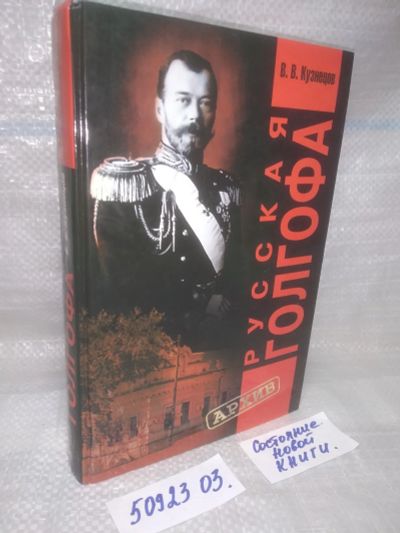 В. В. Кузнецов
РУССКАЯ
ГОЛГОФА
АРХИВ
ГОЛГОФА
50923 03.
Состояние
новой
книги.